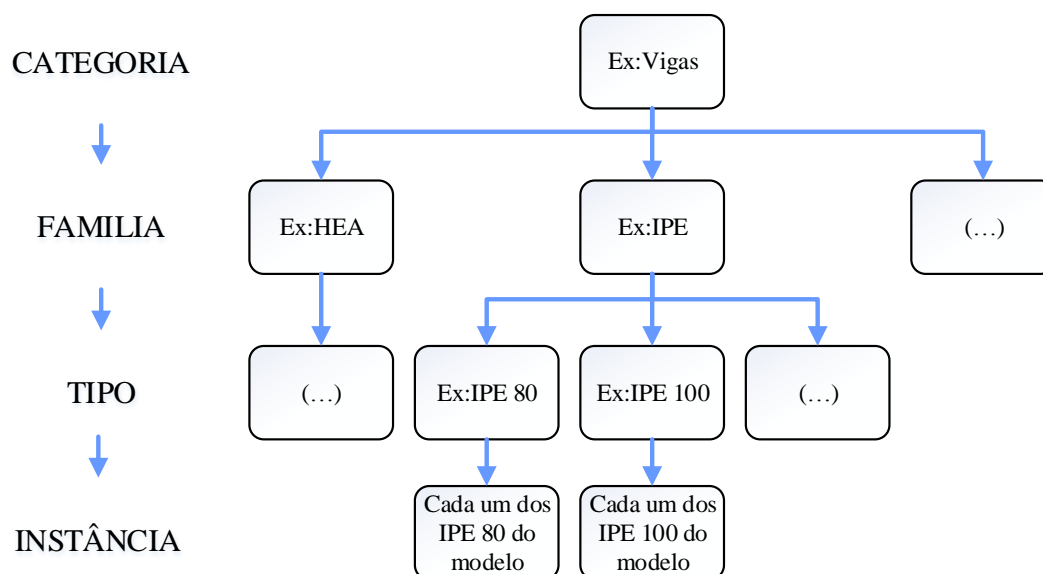 CATEGORIA
Ex:Vigas
FAMILIA
Ex:HEA
Ex:IPE
(…)
TIPO
(…)
Ex:IPE 80
Ex:IPE 100
(…)
INSTÂNCIA
Cada um dos
IPE 80 do
modelo
Cada um dos
IPE 100 do
modelo